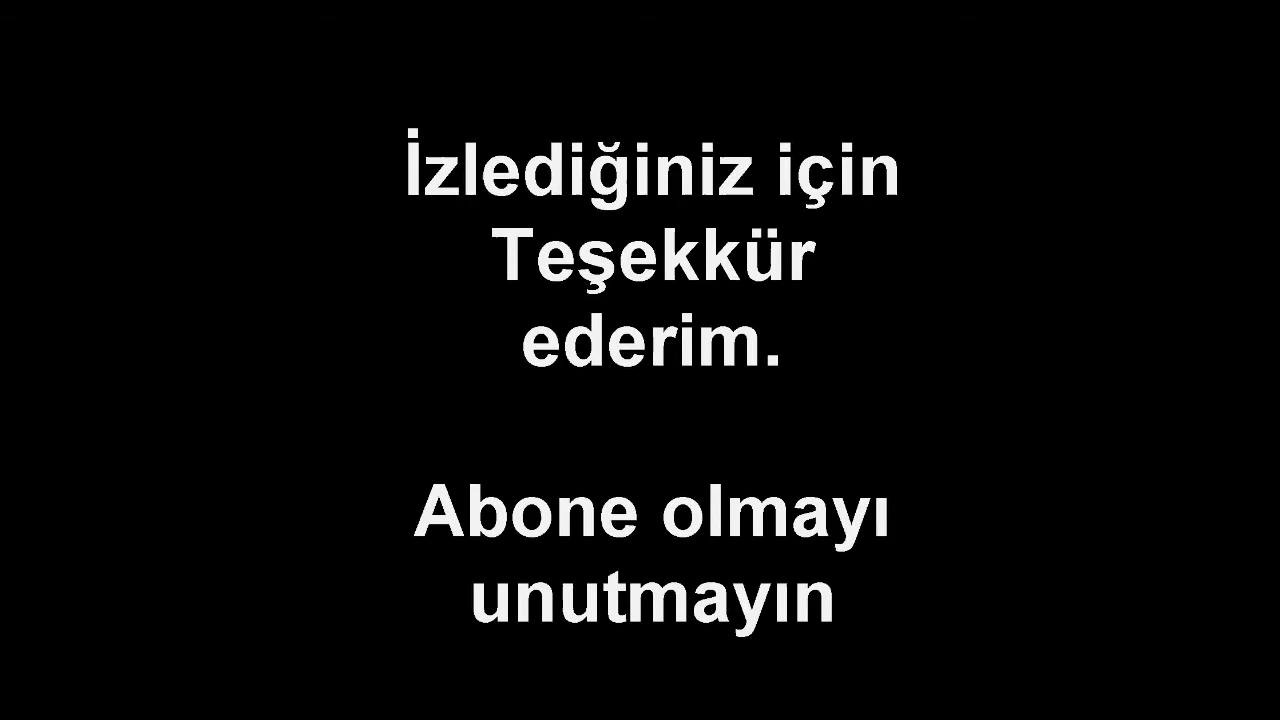 İzlediğiniz için
Teşekkür
ederim.
Abone olmayı
unutmayın